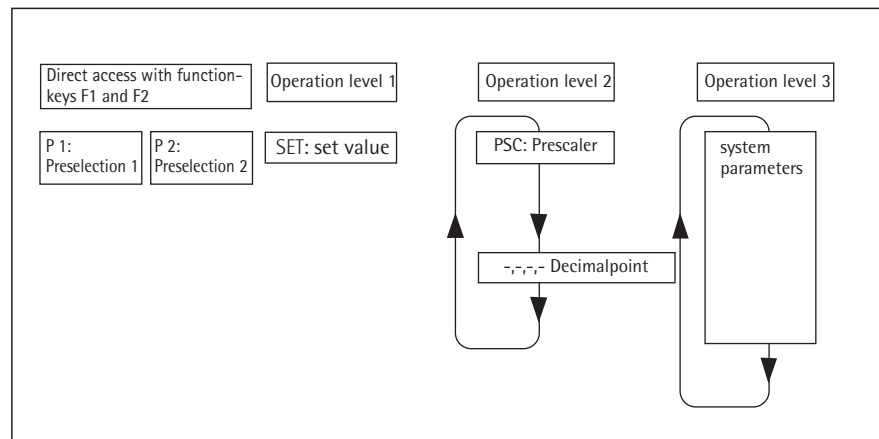 Direct access with function-
keys F1 and F2
Operation level 1
Operation level 2
Operation level 3
P 1:
Preselection 1
P 2:
Preselection 2
SET: set value
PSC: Prescaler
system
parameters
-,-,-,- Decimalpoint